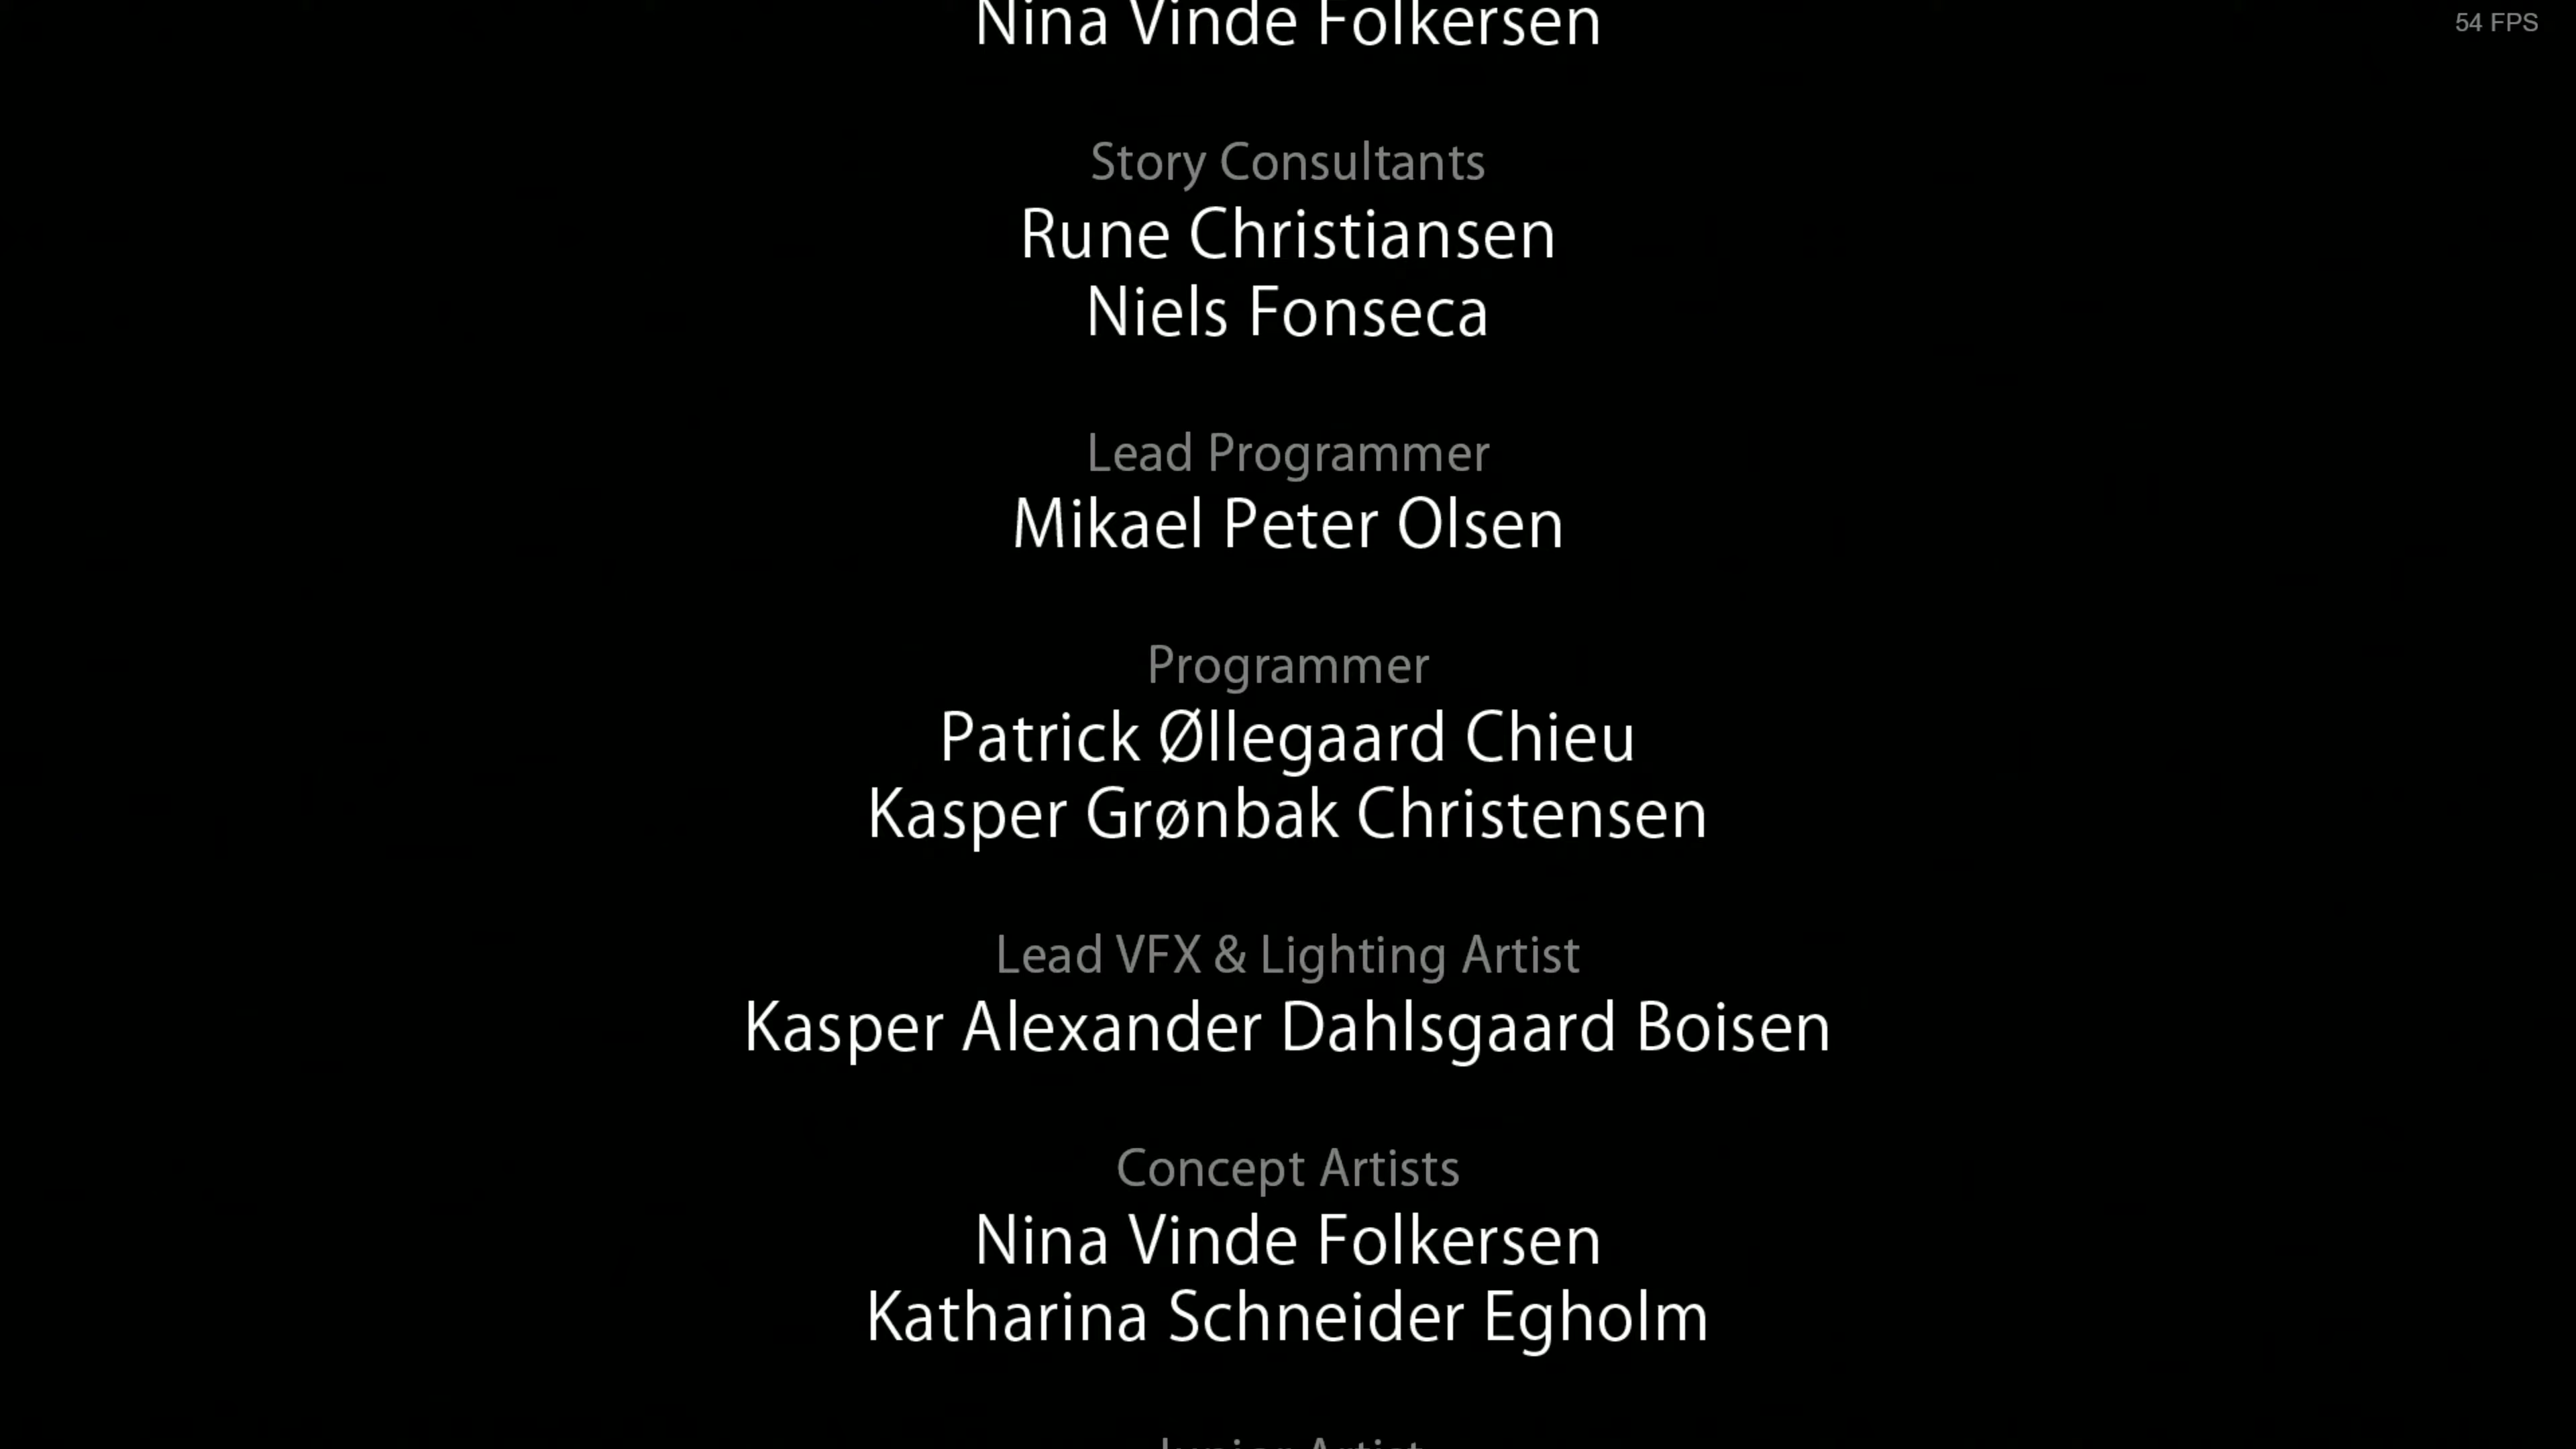 Nina Vinde Folkersen
54 FPS
Story Consultants
Rune Christiansen
Niels Fonseca
Lead Programmer
Mikael Peter Olsen
Programmer
Patrick Øllegaard Chieu
Kasper Grønbak Christensen
Lead VFX & Lighting Artist
Kasper Alexander Dahlsgaard Boisen
Concept Artists
Nina Vinde Folkersen
Katharina Schneider Egholm
Junior Artist